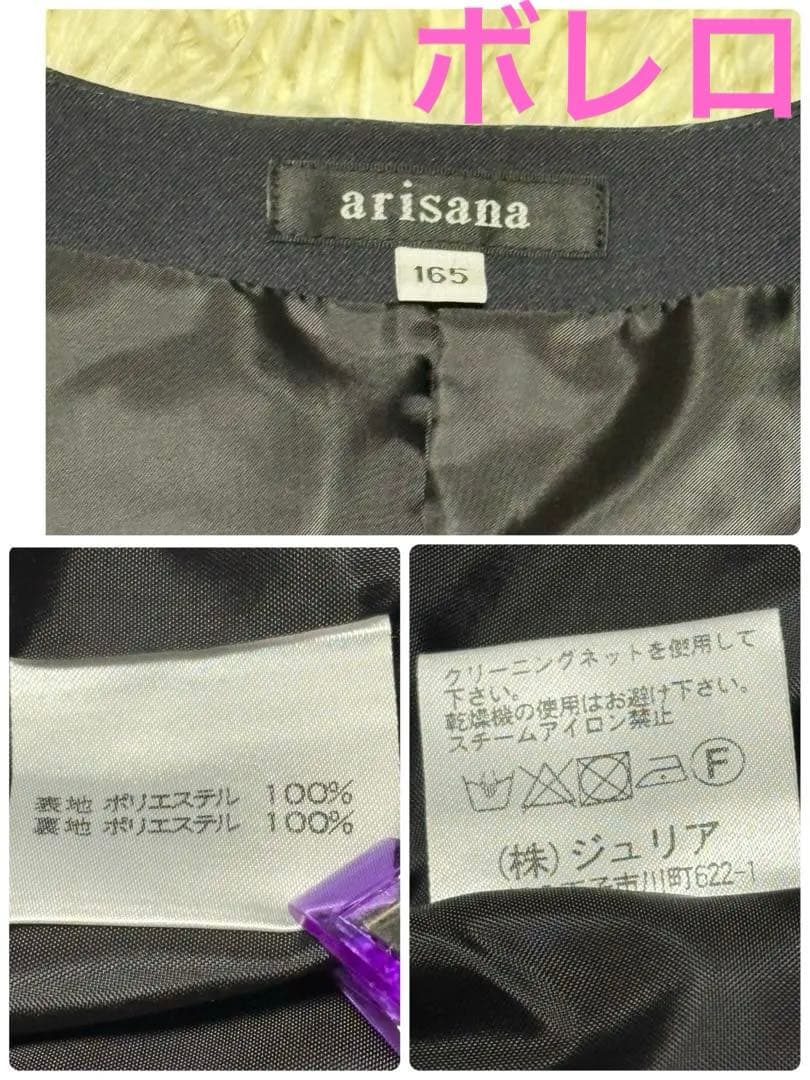 ボレロ
arisana
165
表地 ポリエステル 100%
裏地 ポリエステル 100%
クリーニングネットを使用して
下さい。
乾燥機の使用はお避け下さい。
スチームアイロン禁止
F
(株)ジュリア
子市川町622-1